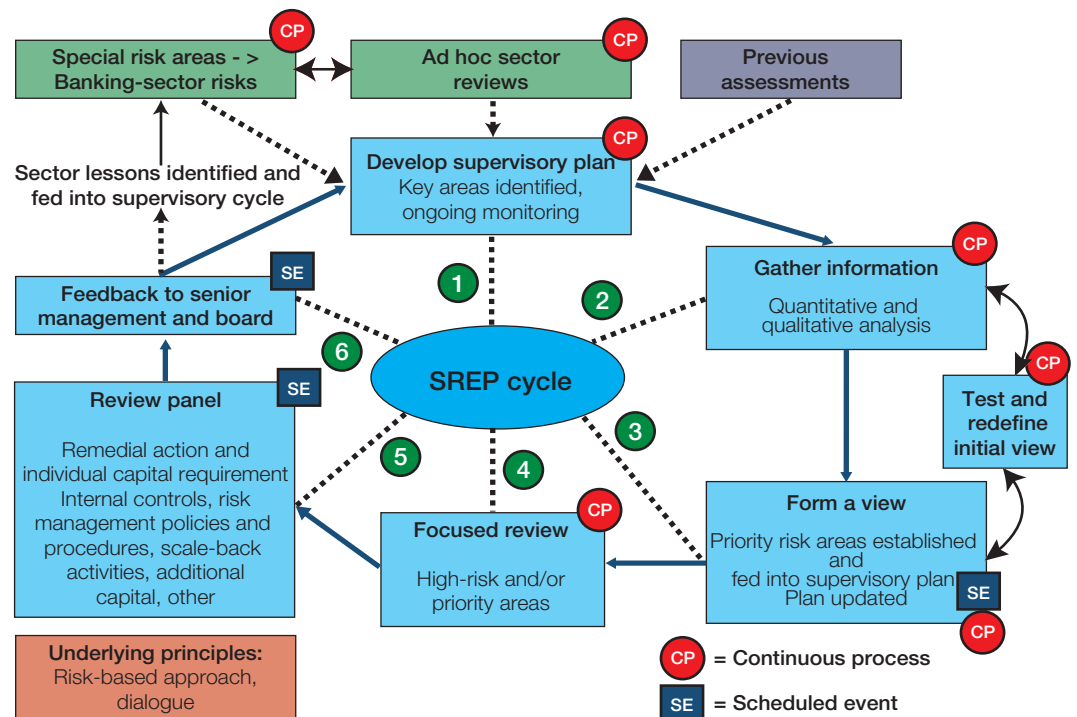 CP
Special risk areas - >
Banking-sector risks
CP
Ad hoc sector
reviews
Previous
assessments
CP
Develop supervisory plan
Key areas identified,
ongoing monitoring
Sector lessons identified and
fed into supervisory cycle
SE
Feedback to senior
management and board
1
2
CP
Gather information
Quantitative and
qualitative analysis
6
SREP cycle
SE
Review panel
Remedial action and
individual capital requirement
Internal controls, risk
management policies and
procedures, scale-back
activities, additional
capital, other
CP
Test and
redefine
initial view
3
5
4
CP
Focused review
High-risk and/or
priority areas
Form a view
Priority risk areas established
and
fed into supervisory plan
Plan updated
SE
CP
Underlying principles:
Risk-based approach,
dialogue
CP = Continuous process
SE = Scheduled event